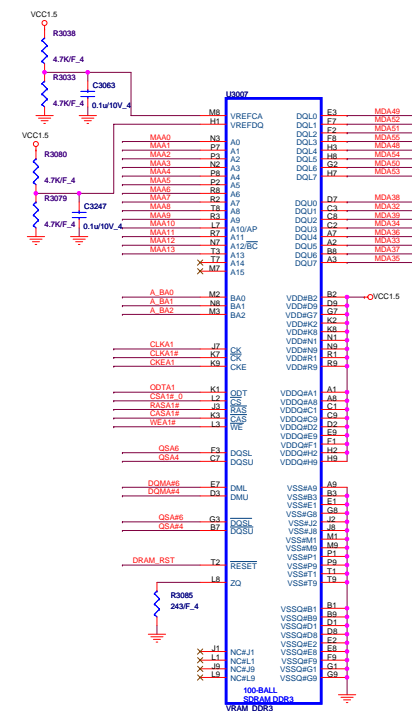 VCC1.5
R3038
4.7K/F_4
R3033
4.7K/F_4
C3063
0.1u/10V_4
VCC1.5
R3080
4.7K/F_4
R3079
4.7K/F_4
C3247
0.1u/10V_4
U3007
M8 VREFCA
H1 VREFDQ
MAA0 N3 A0
MAA1 P7 A1
MAA2 P3 A2
MAA3 N2 A3
MAA4 P8 A4
MAA5 P2 A5
MAA6 R8 A6
MAA7 R2 A7
MAA8 T8 A8
MAA9 R3 A9
MAA10 L7 A10/AP
MAA11 R7 A11
MAA12 N7 A12/BC
MAA13 T3 A13
T7 A14
M7 A15
A_BA0 M2 BA0
A_BA1 N8 BA1
A_BA2 M3 BA2
CLKA1 J7 CK
CLKA1# K7 CK
CKEA1 K9 CKE
ODTA1 K1 ODT
CSA1#_0 L2 CS
RASA1# J3 RAS
CASA1# K3 CAS
WEA1# L3 WE
QSA6 F3 DQSL
QSA4 C7 DQSU
DQMA#6 E7 DML
DQMA#4 D3 DMU
QSA#6 G3 DQSL
QSA#4 B7 DQSU
DRAM_RST T2 RESET
L8 ZQ
R3085
243/F_4
J1 NC#J1
L1 NC#L1
J9 NC#J9
L9 NC#L9
DQL0 E3 MDA49
DQL1 F7 MDA52
DQL2 F2 MDA51
DQL3 F8 MDA55
DQL4 H3 MDA48
DQL5 H8 MDA54
DQL6 G2 MDA50
DQL7 H7 MDA53
DQU0 D7 MDA38
DQU1 C3 MDA32
DQU2 C8 MDA39
DQU3 C2 MDA34
DQU4 A7 MDA36
DQU5 A2 MDA33
DQU6 B8 MDA37
DQU7 A3 MDA35
VDD#B2 B2 VCC1.5
VDD#D9 D9
VDD#G7 G7
VDD#K2 K2
VDD#K8 K8
VDD#N1 N1
VDD#N9 N9
VDD#R1 R1
VDD#R9 R9
VDDQ#A1 A1
VDDQ#A8 A8
VDDQ#C1 C1
VDDQ#C9 C9
VDDQ#D2 D2
VDDQ#E9 E9
VDDQ#F1 F1
VDDQ#H2 H2
VDDQ#H9 H9
VSS#A9 A9
VSS#B3 B3
VSS#E1 E1
VSS#G8 G8
VSS#J2 J2
VSS#J8 J8
VSS#M1 M1
VSS#M9 M9
VSS#P1 P1
VSS#P9 P9
VSS#T1 T1
VSS#T9 T9
VSSQ#B1 B1
VSSQ#B9 B9
VSSQ#D1 D1
VSSQ#D8 D8
VSSQ#E2 E2
VSSQ#E8 E8
VSSQ#F9 F9
VSSQ#G1 G1
VSSQ#G9 G9
100-BALL
SDRAM DDR3
VRAM_DDR3